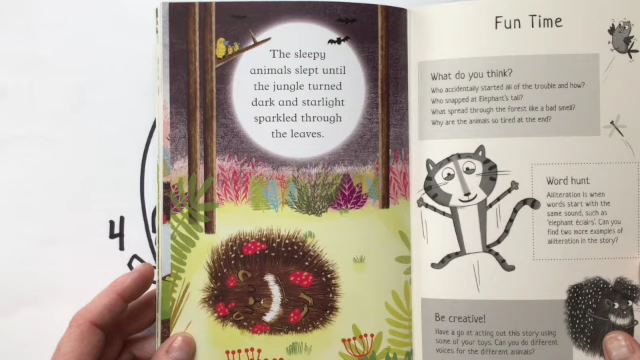 The sleepy
animals slept until
the jungle turned
dark and starlight
sparkled through
the leaves.
Fun Time
What do you think?
Who accidentally started all of the trouble and how?
Who snapped at Elephant's tail?
What spread through the forest like a bad smell?
Why are the animals so tired at the end?
Word hunt
Alliteration is when
words start with the
same sound, such as
'elephant éclairs'. Can you
find two more examples of
alliteration in the story?
Be creative!
Have a go at acting out this story using
some of your toys. Can you do different
voices for the different animals?
4